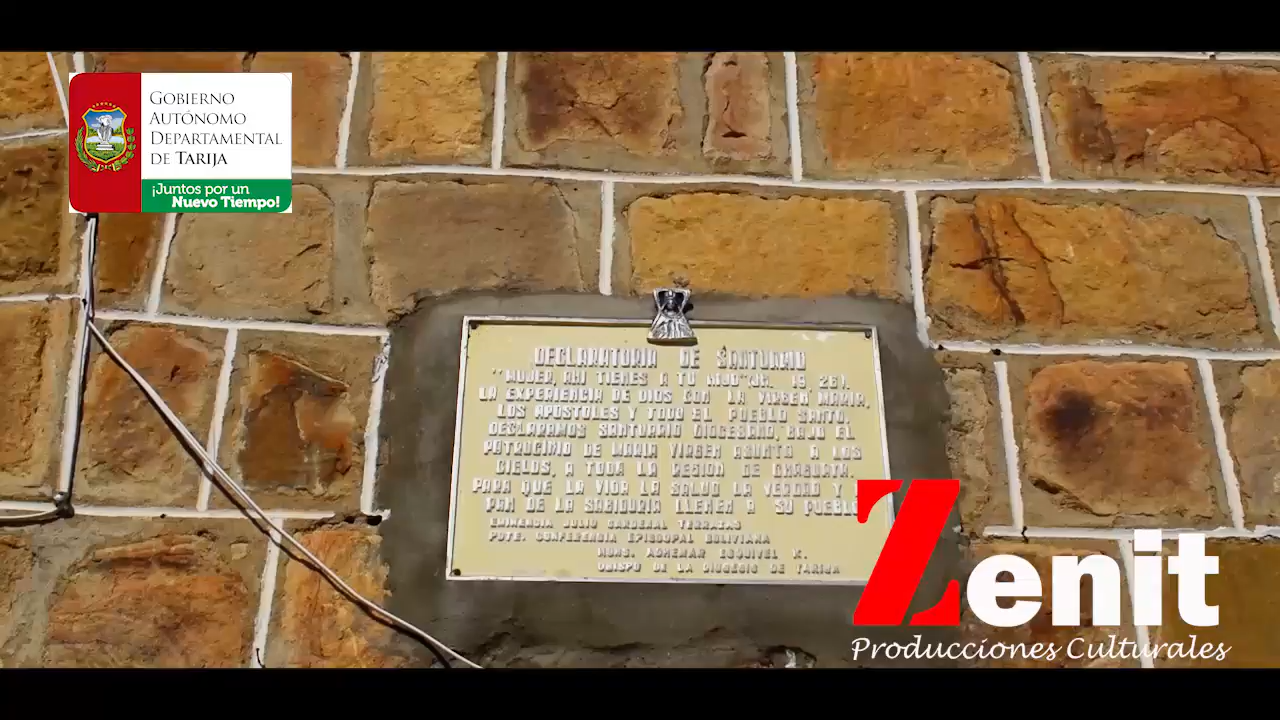 GOBIERNO
AUTÓNOMO
DEPARTAMENTAL
DE TARIJA
¡Juntos por un
Nuevo Tiempo!
DECLARATORIA DE SANTUARIO
"MUJER, AHI TIENES A TU HIJO"(JN. 19 26).
LA EXPERIENCIA DE DIOS CON LA VIRGEN MARIA,
LOS APOSTOLES Y TODO EL PUEBLO SANTO,
DECLARAMOS SANTUARIO DIOCESANO, BAJO EL
PATROCINIO DE MARIA VIRGEN ASUNTA A LOS
CIELOS, A TODA LA REGION DE CHAGUAYA,
PARA QUE LA VIDA LA SALUD LA VERDAD Y
PAN DE LA SABIDURIA LLENEN A SU PUEBLO
EMINENCIA JULIO CARDENAL TERRAZAS
PDTE. CONFERENCIA EPISCOPAL BOLIVIANA
MONS. ADHEMAR ESQUIVEL K.
OBISPO DE LA DIOCESIS DE TARIJA
Zenit
Producciones Culturales